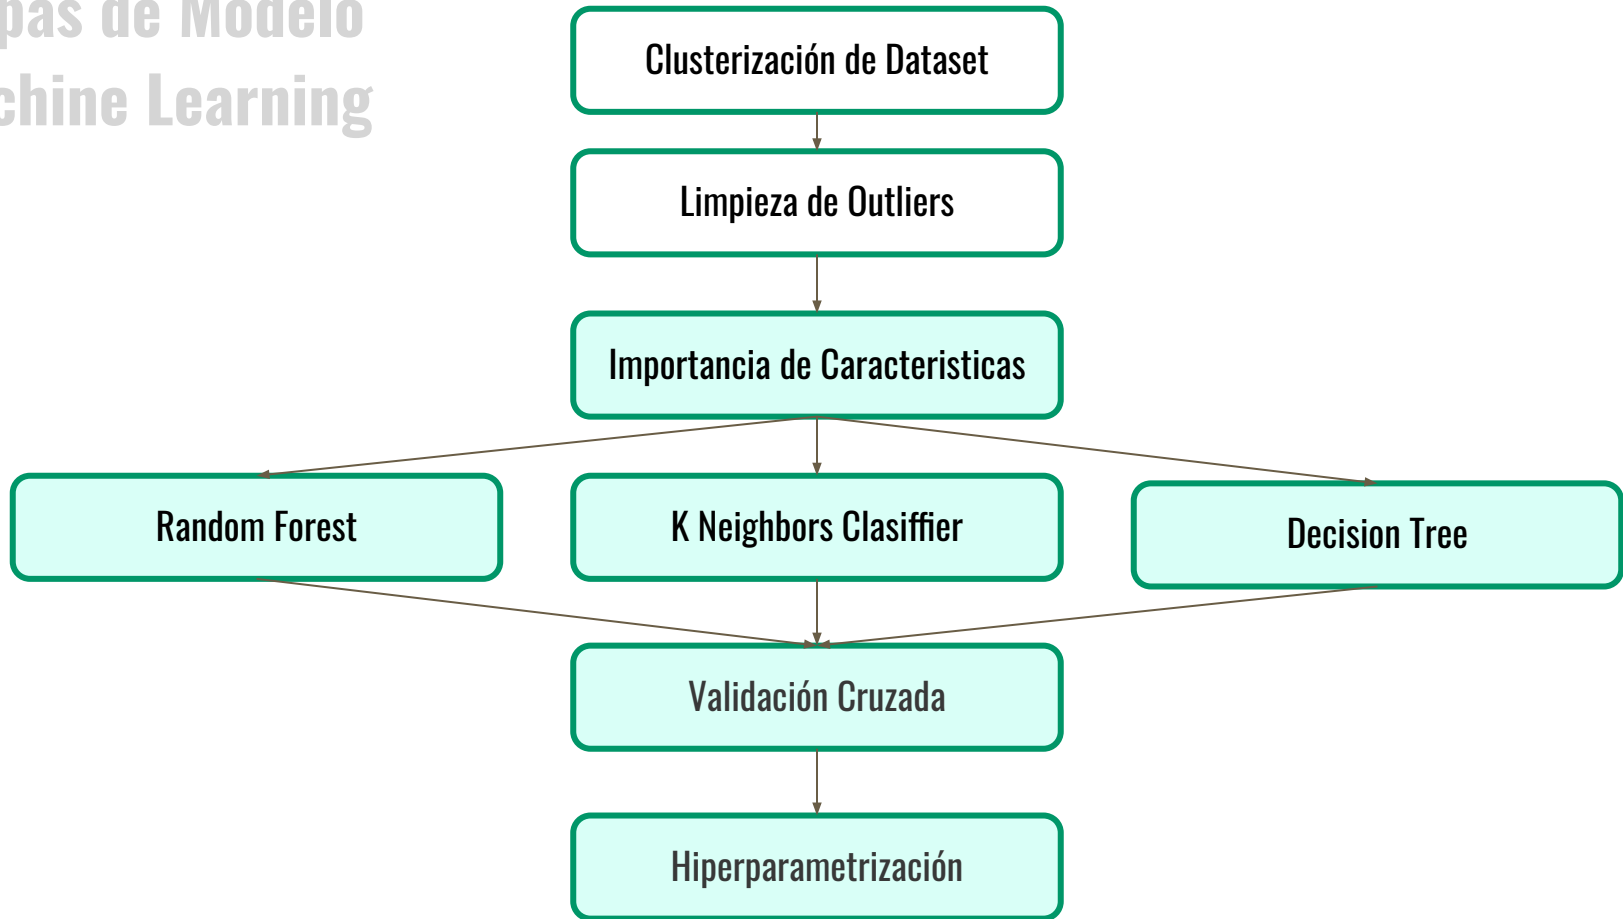 pas de Modelo
chine Learning
Clusterización de Dataset
Limpieza de Outliers
Importancia de Caracteristicas
Random Forest
K Neighbors Clasiffier
Decision Tree
Validación Cruzada
Hiperparametrización